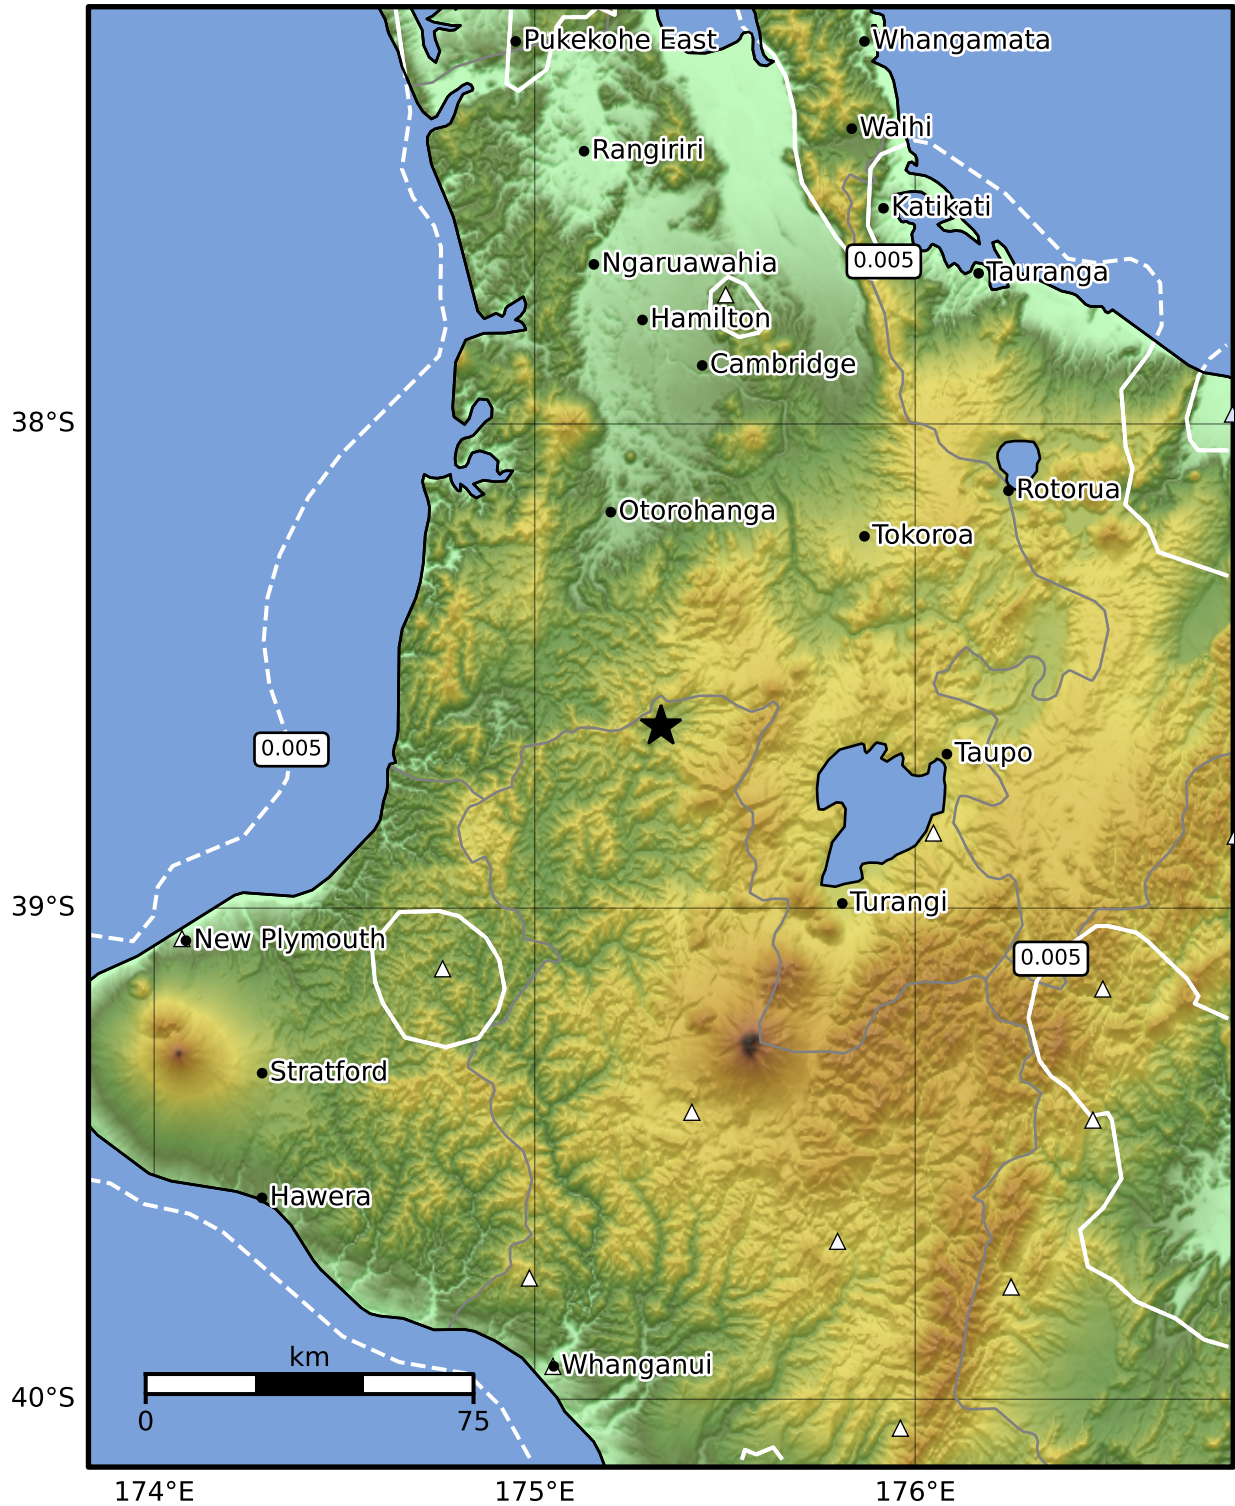 Pukekohe East
Whangamata
Waihi
Rangiriri
Katikati
Ngaruawahia
0.005
Tauranga
Hamilton
Cambridge
38°S
Rotorua
Otorohanga
Tokoroa
0.005
Taupo
39°S
Turangi
New Plymouth
0.005
Stratford
Hawera
km
Whanganui
40°S
0
75
174°E
175°E
176°E